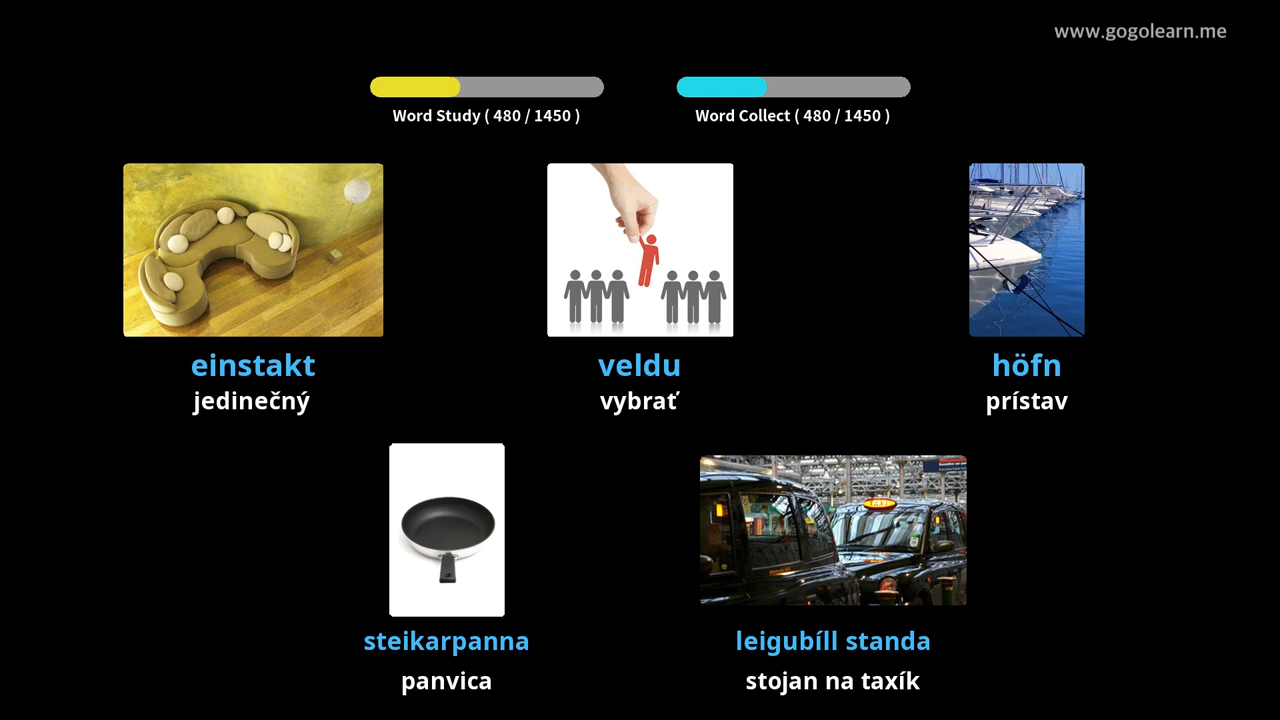 www.gogolearn.me
Word Study ( 480 / 1450 )
Word Collect ( 480 / 1450 )
einstakt
jedinečný
veldu
vybrať
höfn
prístav
TAXI
steikarpanna
panvica
leigubíll standa
stojan na taxík